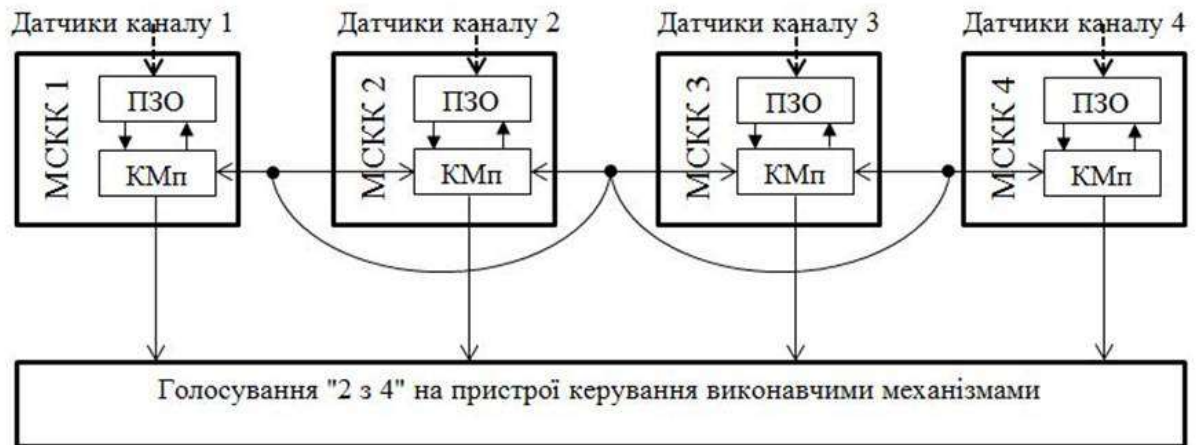 Датчики каналу 1
Датчики каналу 2
Датчики каналу 3
Датчики каналу 4
МСКК 1
ПЗО
КМп
МСКК 2
ПЗО
КМп
МСКК 3
ПЗО
КМп
МСКК 4
ПЗО
КМп
Голосування "2 з 4" на пристрої керування виконавчими механізмами